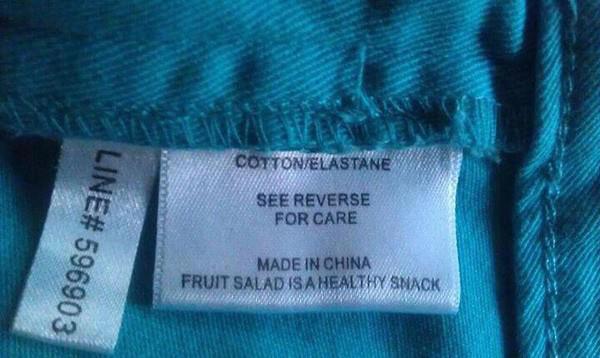 COTTON/ELASTANE
SEE REVERSE
FOR CARE
MADE IN CHINA
FRUIT SALAD IS A HEALTHY SNACK
LINE# 596903